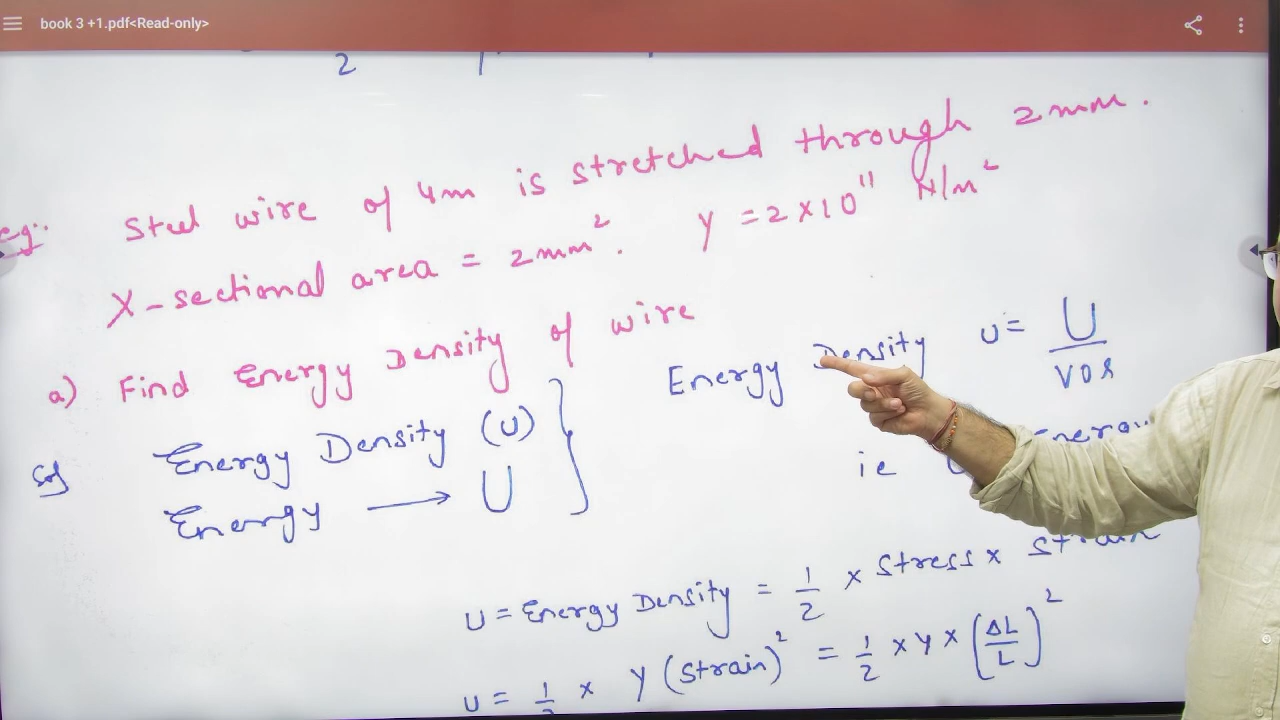 book 3 +1.pdf<Read-only>
2
eg:. Steel wire of 4m is stretched through 2mm.
X-sectional area = 2mm². Y = 2 × 10¹¹ N/m²
a) Find Energy Density of wire
Sol Energy Density (u)
Energy → U
Energy Density u = U/vol
ie
u = Energy Density = 1/2 × Stress × Strain
u = 1/2 × Y (Strain)² = 1/2 × Y × (ΔL/L)²